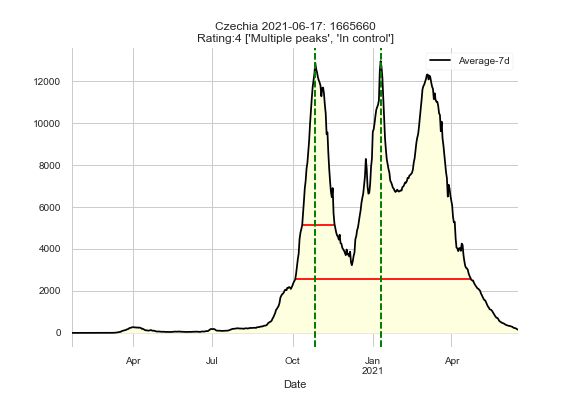 Czechia 2021-06-17: 1665660
Rating:4 ['Multiple peaks', 'In control']
Average-7d
12000
10000
8000
6000
4000
2000
0
Apr Jul Oct Jan Apr
2021
Date